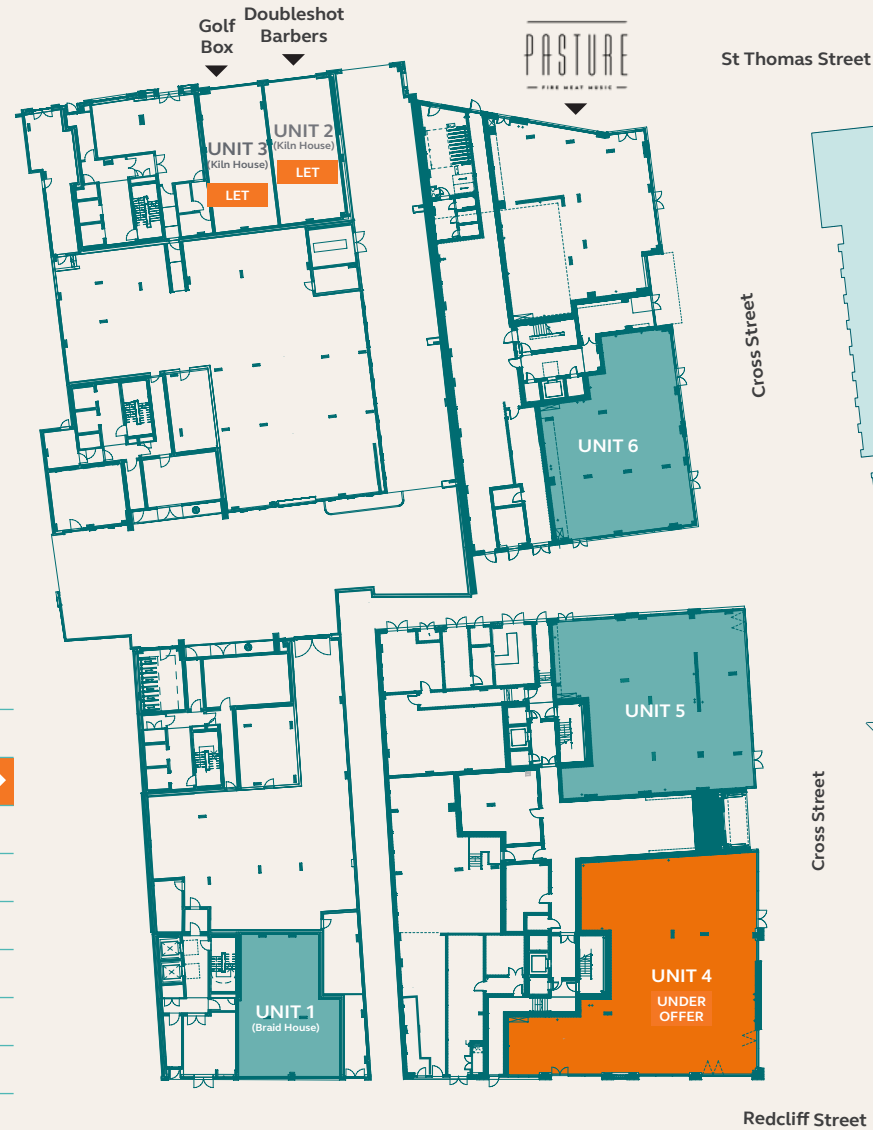 Golf
Box
Doubleshot
Barbers
PASTURE
FIRE MEAT MUSIC
St Thomas Street
UNIT 3
(Kiln House)
LET
UNIT 2
(Kiln House)
LET
Cross Street
UNIT 6
UNIT 5
Cross Street
UNIT 4
UNDER
OFFER
UNIT 1
(Braid House)
Redcliff Street